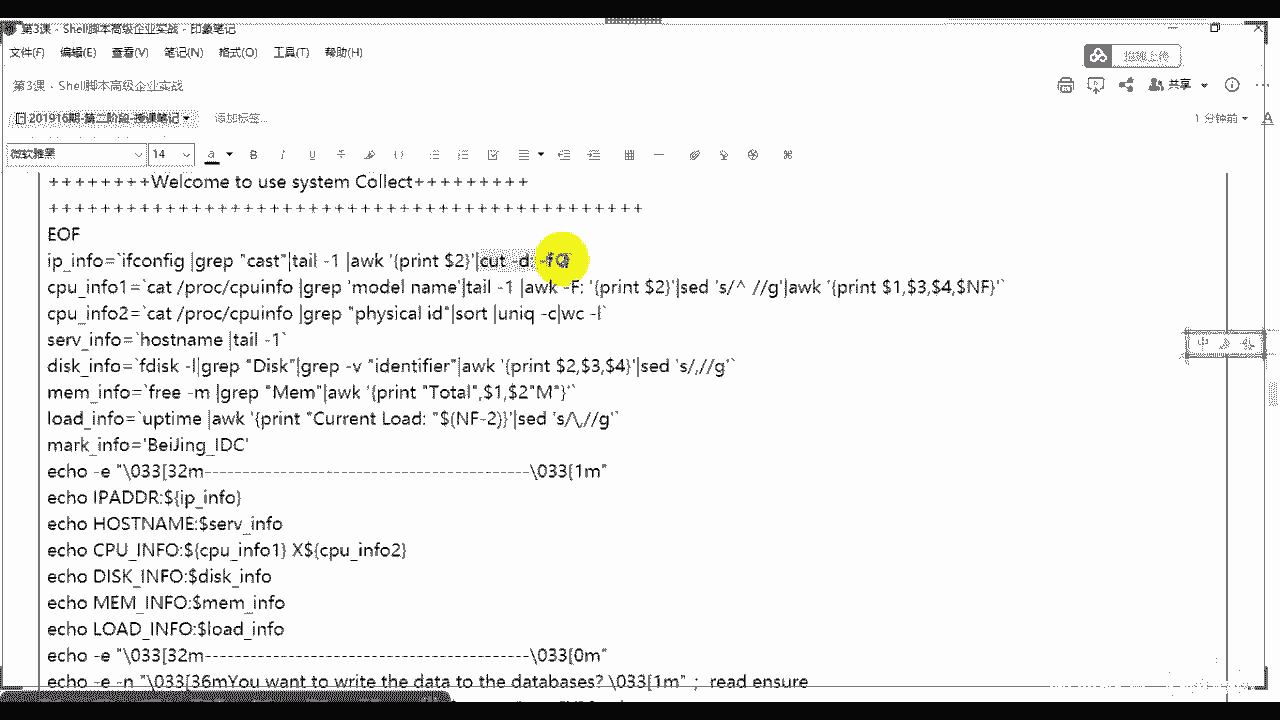 第3课 - Shell脚本高级企业实战 - 印象笔记
文件(F) 编辑(E) 查看(V) 笔记(N) 格式(O) 工具(T) 帮助(H)
拖拽上传
第3课 - Shell脚本高级企业实战
共享
201916期-第二阶段-授课笔记
添加标签...
1 分钟前
微软雅黑 14
++++++++Welcome to use system Collect+++++++++
++++++++++++++++++++++++++++++++++++++++++++++
EOF
ip_info=`ifconfig |grep "cast"|tail -1 |awk '{print $2}'|cut -d:
cpu_info1=`cat /proc/cpuinfo |grep 'model name'|tail -1 |awk -F: '{print $2}'|sed 's/^ //g'|awk '{print $1,$3,$4,$NF}'`
cpu_info2=`cat /proc/cpuinfo |grep "physical id"|sort |uniq -c|wc -l`
serv_info=`hostname |tail -1`
disk_info=`fdisk -l|grep "Disk"|grep -v "identifier"|awk '{print $2,$3,$4}'|sed 's/,//g'`
mem_info=`free -m |grep "Mem"|awk '{print "Total",$1,$2"M"}'`
load_info=`uptime |awk '{print "Current Load: "$(NF-2)}'|sed 's/\,//g'`
mark_info='BeiJing_IDC'
echo -e "\033[32m-------------------------------------------\033[1m"
echo IPADDR:${ip_info}
echo HOSTNAME:$serv_info
echo CPU_INFO:${cpu_info1} X${cpu_info2}
echo DISK_INFO:$disk_info
echo MEM_INFO:$mem_info
echo LOAD_INFO:$load_info
echo -e "\033[32m-------------------------------------------\033[0m"
echo -e -n "\033[36mYou want to write the data to the databases? \033[1m" ; read ensure